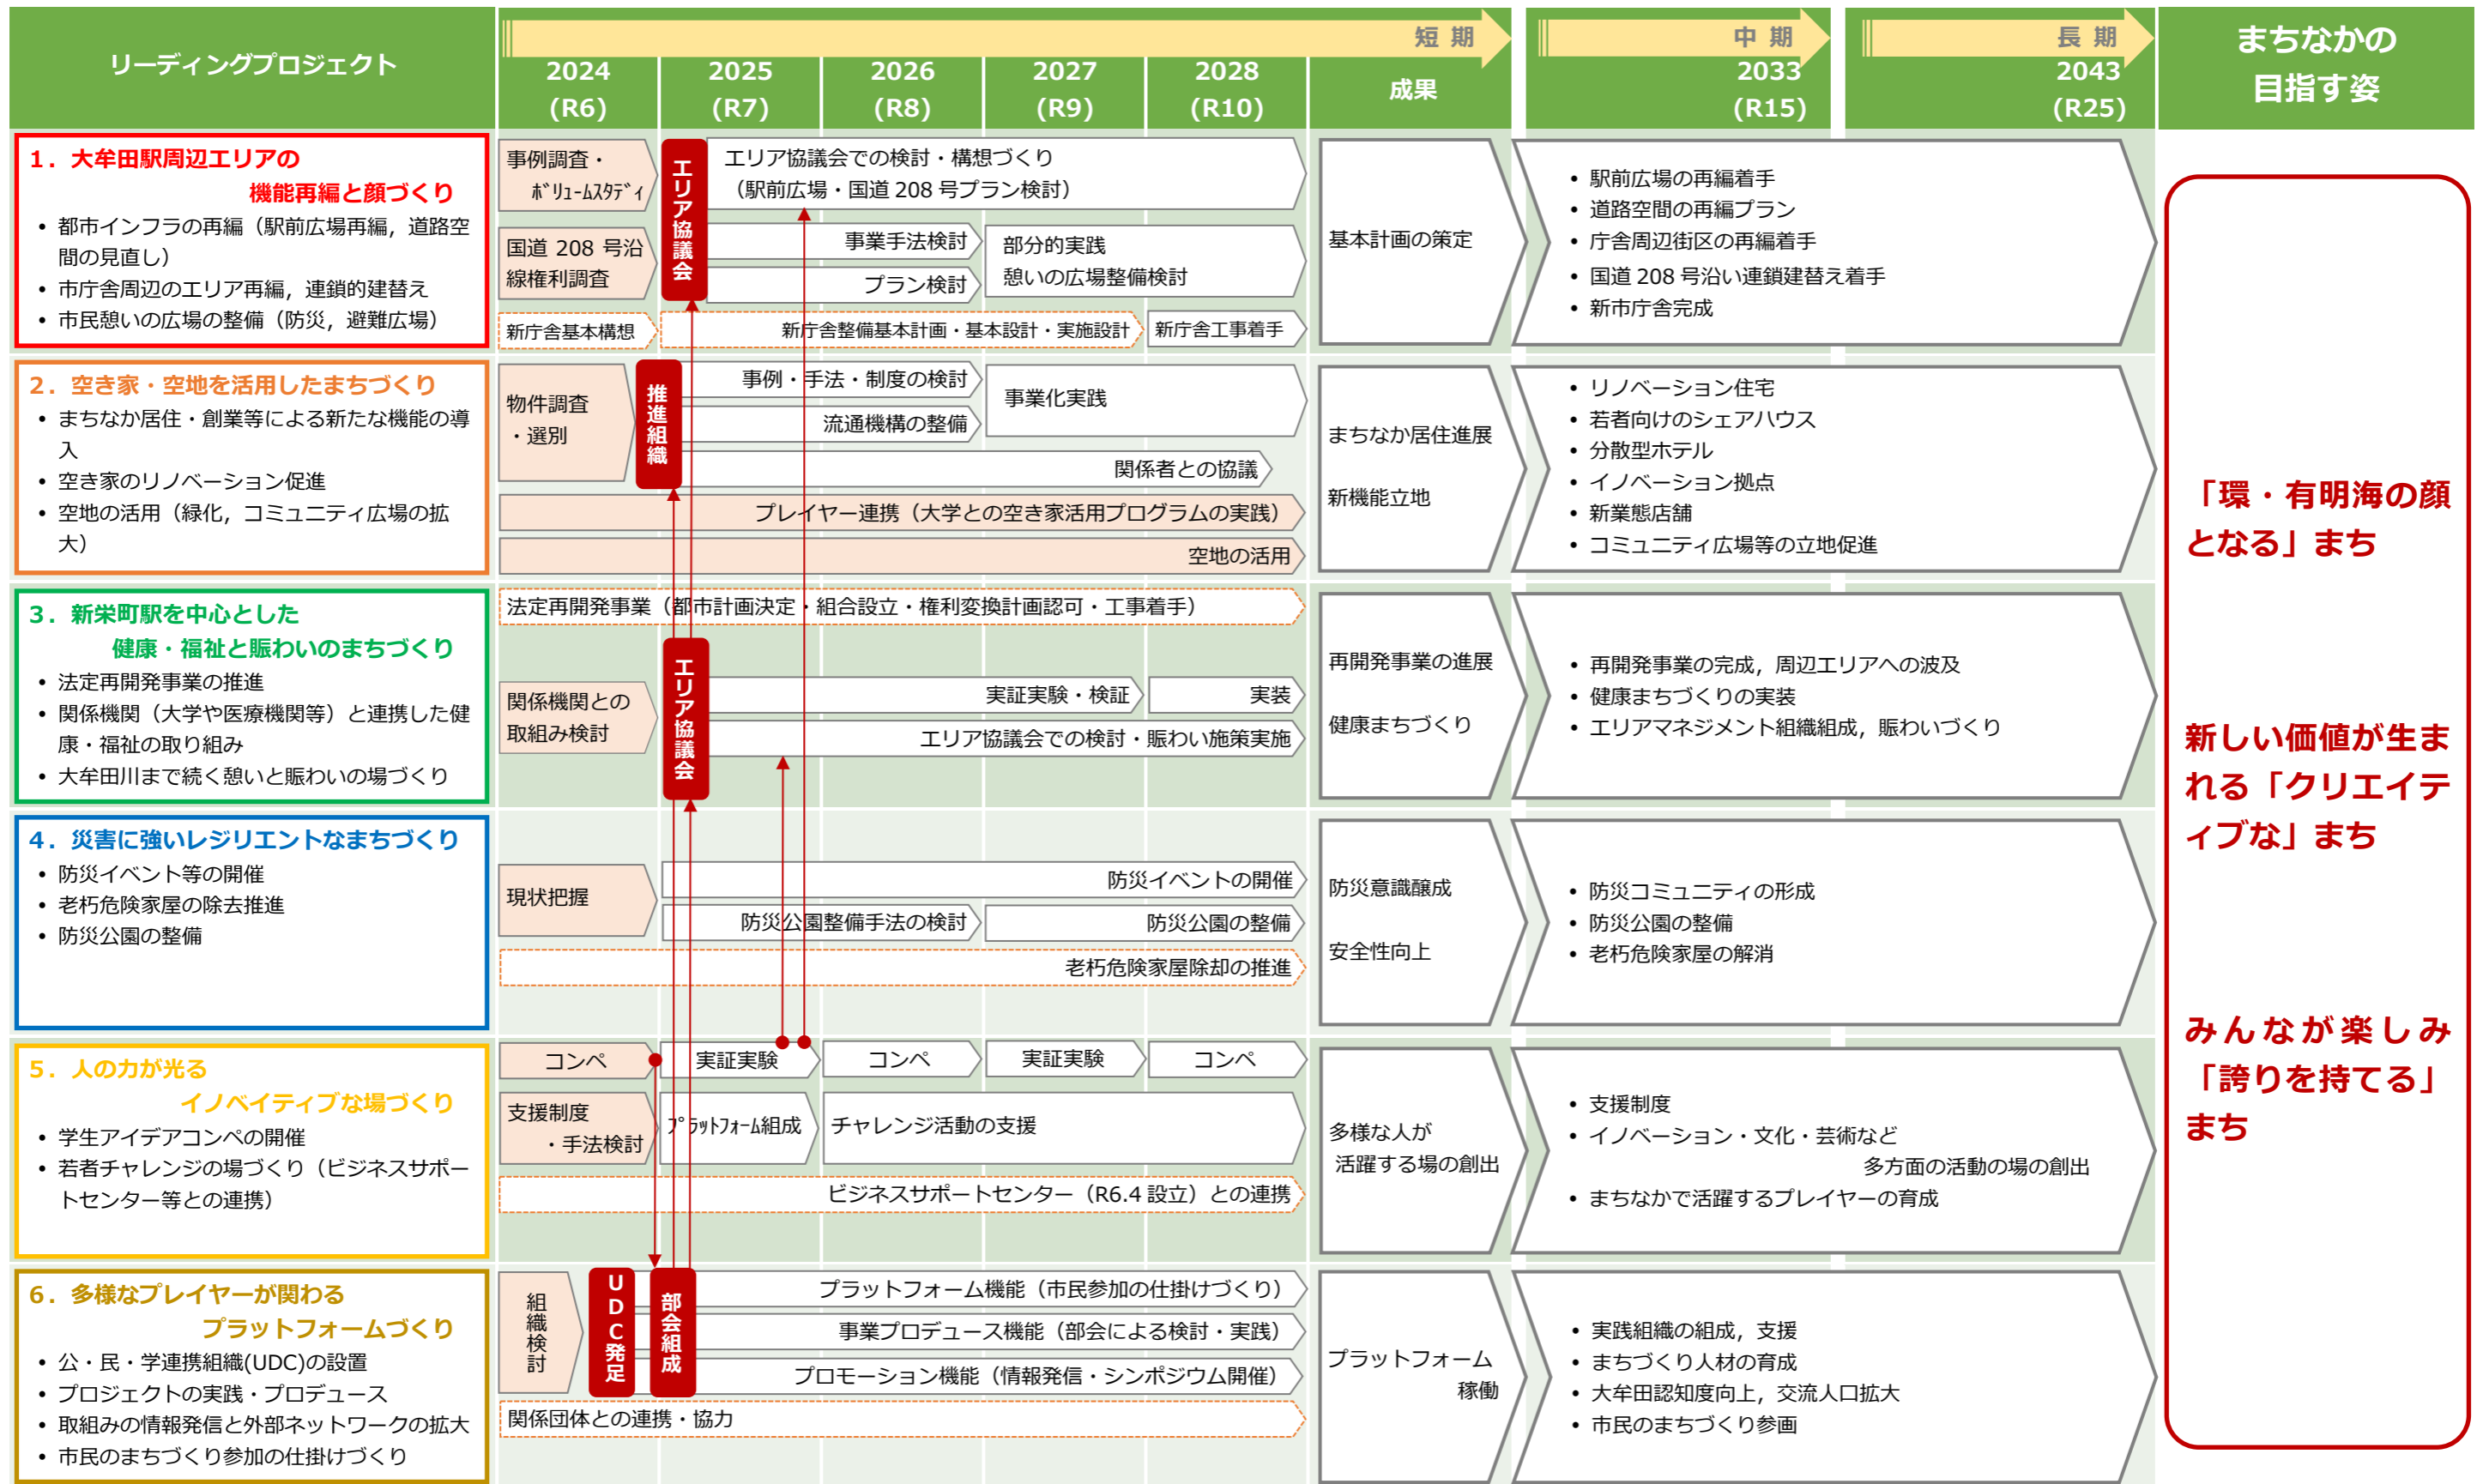 リーディングプロジェクト
短 期
中 期
長 期
2024
(R6)
2025
(R7)
2026
(R8)
2027
(R9)
2028
(R10)
成果
2033
(R15)
2043
(R25)
まちなかの
目指す姿
1．大牟田駅周辺エリアの
機能再編と顔づくり
• 都市インフラの再編（駅前広場再編，道路空
間の見直し）
• 市庁舎周辺のエリア再編，連鎖的建替え
• 市民憩いの広場の整備（防災，避難広場）
事例調査・
ﾎﾞﾘｭｰﾑｽﾀﾃﾞｨ
国道 208 号沿
線権利調査
新庁舎基本構想
エリア協議会
エリア協議会での検討・構想づくり
（駅前広場・国道 208 号プラン検討）
事業手法検討
プラン検討
部分的実践
憩いの広場整備検討
新庁舎整備基本計画・基本設計・実施設計
新庁舎工事着手
基本計画の策定
• 駅前広場の再編着手
• 道路空間の再編プラン
• 庁舎周辺街区の再編着手
• 国道 208 号沿い連鎖建替え着手
• 新市庁舎完成
2．空き家・空地を活用したまちづくり
• まちなか居住・創業等による新たな機能の導
入
• 空き家のリノベーション促進
• 空地の活用（緑化，コミュニティ広場の拡
大）
物件調査
・選別
推進組織
事例・手法・制度の検討
流通機構の整備
事業化実践
関係者との協議
プレイヤー連携（大学との空き家活用プログラムの実践）
空地の活用
まちなか居住進展
新機能立地
• リノベーション住宅
• 若者向けのシェアハウス
• 分散型ホテル
• イノベーション拠点
• 新業態店舗
• コミュニティ広場等の立地促進
3．新栄町駅を中心とした
健康・福祉と賑わいのまちづくり
• 法定再開発事業の推進
• 関係機関（大学や医療機関等）と連携した健
康・福祉の取り組み
• 大牟田川まで続く憩いと賑わいの場づくり
法定再開発事業（都市計画決定・組合設立・権利変換計画認可・工事着手）
関係機関との
取組み検討
エリア協議会
実証実験・検証
実装
エリア協議会での検討・賑わい施策実施
再開発事業の進展
健康まちづくり
• 再開発事業の完成，周辺エリアへの波及
• 健康まちづくりの実装
• エリアマネジメント組織組成，賑わいづくり
4．災害に強いレジリエントなまちづくり
• 防災イベント等の開催
• 老朽危険家屋の除去推進
• 防災公園の整備
現状把握
防災イベントの開催
防災公園整備手法の検討
防災公園の整備
老朽危険家屋除却の推進
防災意識醸成
安全性向上
• 防災コミュニティの形成
• 防災公園の整備
• 老朽危険家屋の解消
5．人の力が光る
イノベイティブな場づくり
• 学生アイデアコンペの開催
• 若者チャレンジの場づくり（ビジネスサポー
トセンター等との連携）
コンペ
実証実験
コンペ
実証実験
コンペ
支援制度
・手法検討
ﾌﾟﾗｯﾄﾌｫｰﾑ組成
チャレンジ活動の支援
ビジネスサポートセンター（R6.4 設立）との連携
多様な人が
活躍する場の創出
• 支援制度
• イノベーション・文化・芸術など
多方面の活動の場の創出
• まちなかで活躍するプレイヤーの育成
6．多様なプレイヤーが関わる
プラットフォームづくり
• 公・民・学連携組織(UDC)の設置
• プロジェクトの実践・プロデュース
• 取組みの情報発信と外部ネットワークの拡大
• 市民のまちづくり参加の仕掛けづくり
組織検討
UDC発足
部会組成
プラットフォーム機能（市民参加の仕掛けづくり）
事業プロデュース機能（部会による検討・実践）
プロモーション機能（情報発信・シンポジウム開催）
関係団体との連携・協力
プラットフォーム
稼働
• 実践組織の組成，支援
• まちづくり人材の育成
• 大牟田認知度向上，交流人口拡大
• 市民のまちづくり参画
「環・有明海の顔
となる」まち
新しい価値が生ま
れる「クリエイテ
ィブな」まち
みんなが楽しみ
「誇りを持てる」
まち